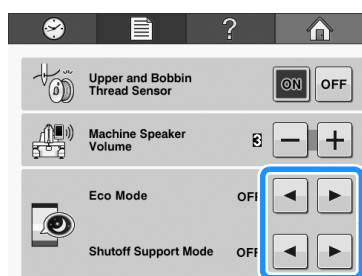 ?
Upper and Bobbin
Thread Sensor
ON OFF
Machine Speaker
Volume
3
Eco Mode
OFF
Shutoff Support Mode
OFF